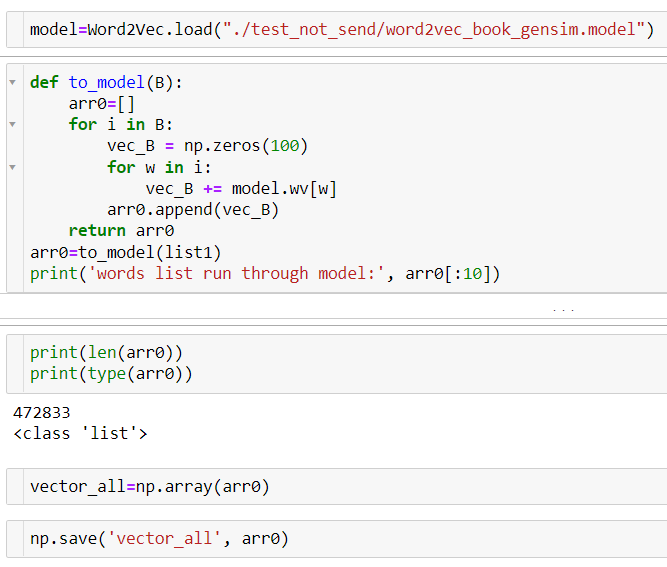 model=Word2Vec.load("./test_not_send/word2vec_book_gensim.model")
def to_model(B):
    arr0=[]
    for i in B:
        vec_B = np.zeros(100)
        for w in i:
            vec_B += model.wv[w]
        arr0.append(vec_B)
    return arr0
arr0=to_model(list1)
print('words list run through model:', arr0[:10])
...
print(len(arr0))
print(type(arr0))
472833
<class 'list'>
vector_all=np.array(arr0)
np.save('vector_all', arr0)